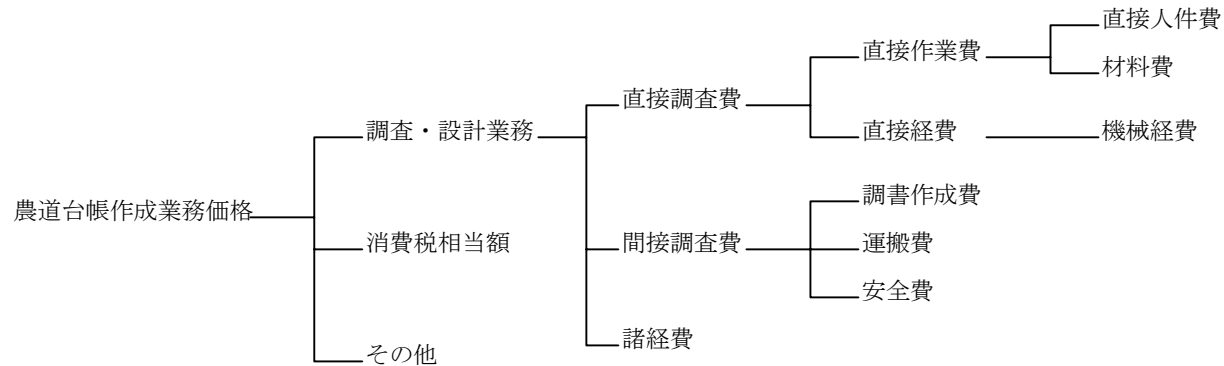 直接人件費
直接作業費
材料費
直接調査費
調査・設計業務
直接経費
機械経費
調書作成費
農道台帳作成業務価格
消費税相当額
間接調査費
運搬費
安全費
諸経費
その他